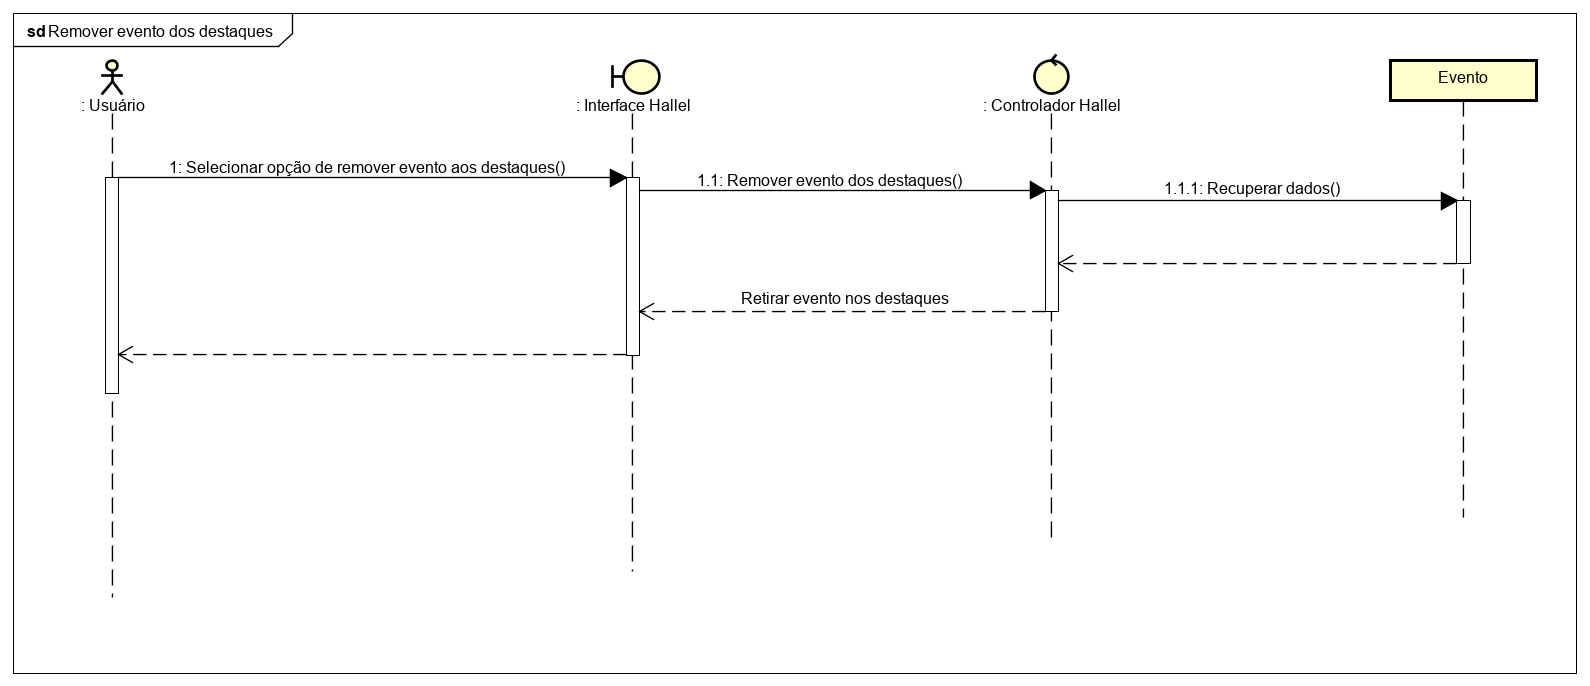 sd Remover evento dos destaques
: Usuário
: Interface Hallel
: Controlador Hallel
Evento
1: Selecionar opção de remover evento aos destaques()
1.1: Remover evento dos destaques()
1.1.1: Recuperar dados()
Retirar evento nos destaques